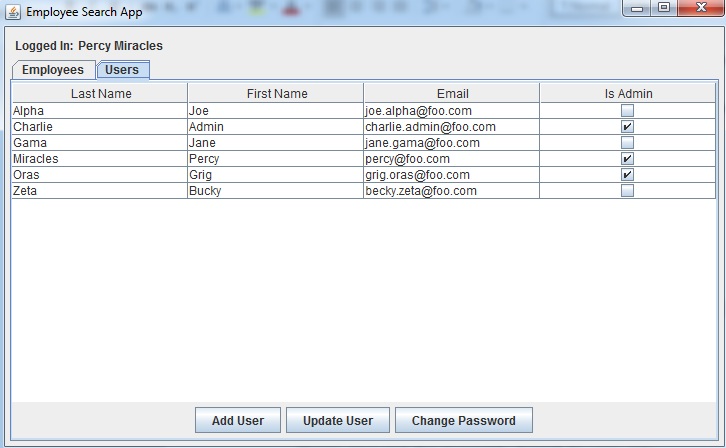 Employee Search App
Logged In: Percy Miracles
Employees Users
Last Name First Name Email Is Admin
Alpha Joe joe.alpha@foo.com
Charlie Admin charlie.admin@foo.com
Gama Jane jane.gama@foo.com
Miracles Percy percy@foo.com
Oras Grig grig.oras@foo.com
Zeta Bucky becky.zeta@foo.com
Add User Update User Change Password